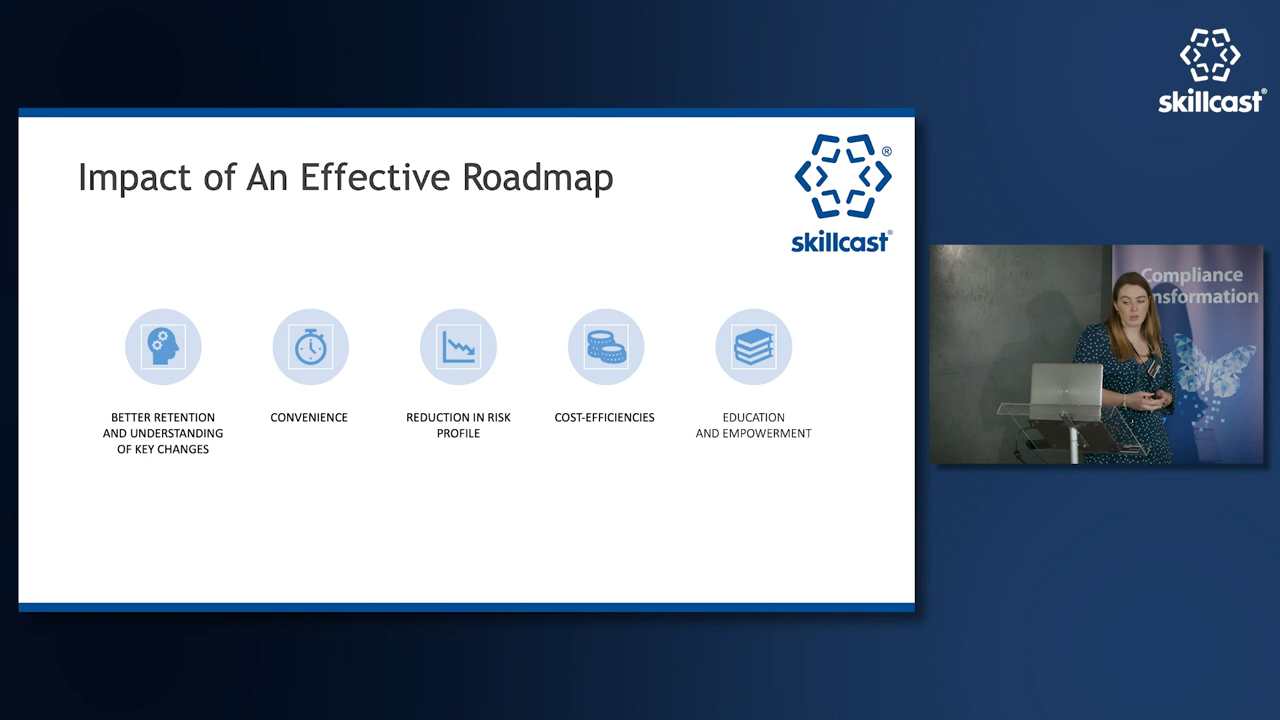 skillcast®
Impact of An Effective Roadmap
®
skillcast®
BETTER RETENTION
AND UNDERSTANDING
OF KEY CHANGES
CONVENIENCE
REDUCTION IN RISK
PROFILE
COST-EFFICIENCIES
EDUCATION
AND EMPOWERMENT
Compliance
nsformation